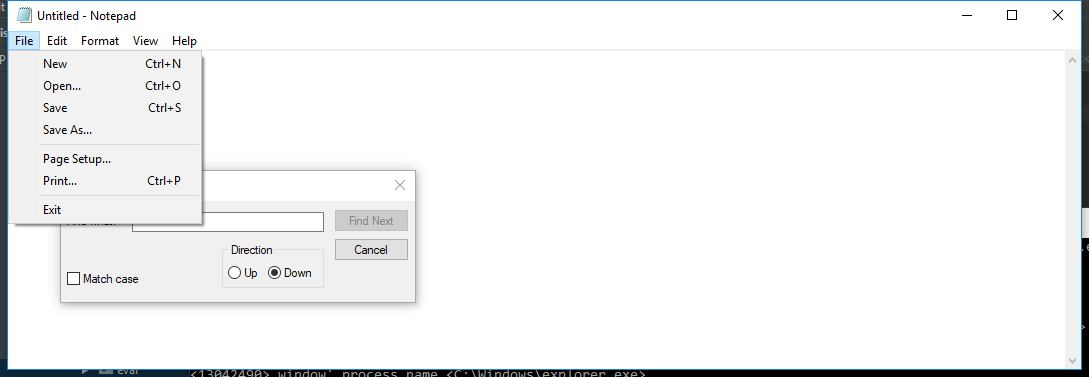 Untitled - Notepad
File Edit Format View Help
New Ctrl+N
Open... Ctrl+O
Save Ctrl+S
Save As...
Page Setup...
Print... Ctrl+P
Exit
Find Next
Direction
Cancel
Up Down
Match case
eval
<13042490> window' process name <C:\Windows\explorer.exe>